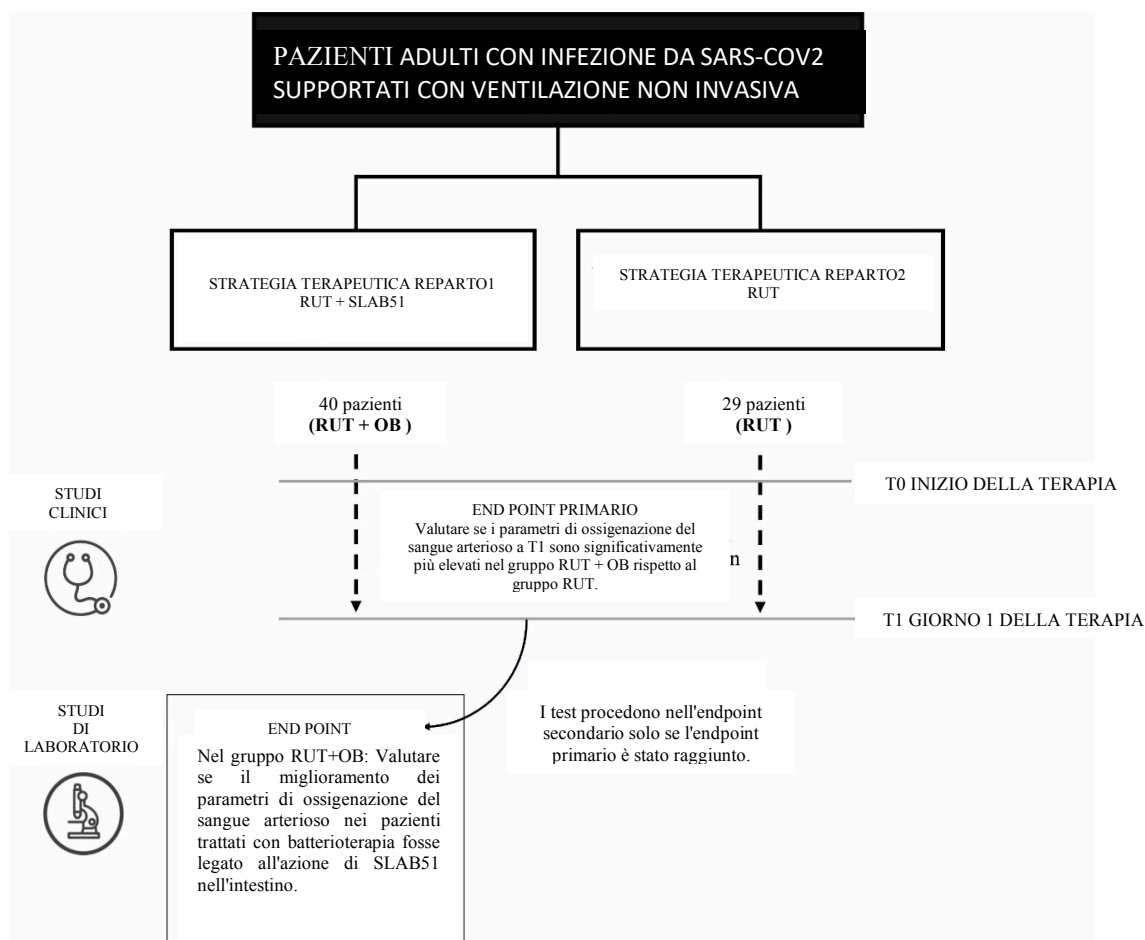 PAZIENTI ADULTI CON INFEZIONE DA SARS-COV2
SUPPORTATI CON VENTILAZIONE NON INVASIVA
STRATEGIA TERAPEUTICA REPARTO1
RUT + SLAB51
STRATEGIA TERAPEUTICA REPARTO2
RUT
40 pazienti
(RUT + OB )
29 pazienti
(RUT )
T0 INIZIO DELLA TERAPIA
STUDI
CLINICI
END POINT PRIMARIO
Valutare se i parametri di ossigenazione del
sangue arterioso a T1 sono significativamente
più elevati nel gruppo RUT + OB rispetto al
gruppo RUT.
n
T1 GIORNO 1 DELLA TERAPIA
STUDI
DI
LABORATORIO
END POINT
Nel gruppo RUT+OB: Valutare
se il miglioramento dei
parametri di ossigenazione del
sangue arterioso nei pazienti
trattati con batterioterapia fosse
legato all'azione di SLAB51
nell'intestino.
I test procedono nell'endpoint
secondario solo se l'endpoint
primario è stato raggiunto.